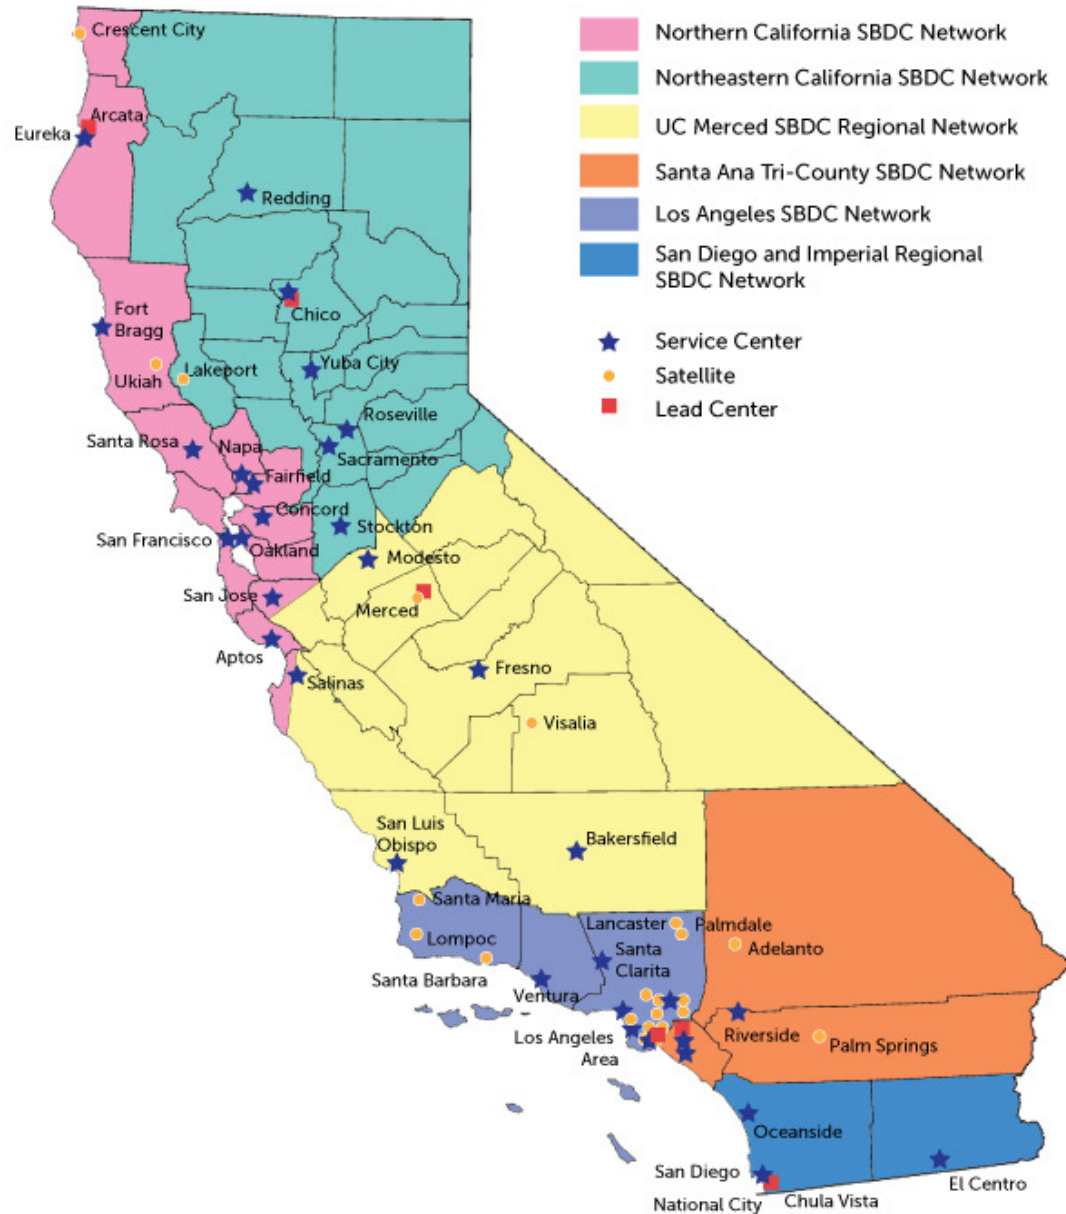 Crescent City
Arcata
Eureka
Redding
Fort
Bragg
Chico
Ukiah
Lakeport
Yuba City
Roseville
Santa Rosa
Napa
Sacramento
Fairfield
Concord
Stockton
San Francisco
Oakland
Modesto
San Jose
Merced
Aptos
Salinas
Fresno
Visalia
San Luis
Obispo
Bakersfield
Santa Maria
Lancaster
Palmdale
Lompoc
Santa
Clarita
Adelanto
Santa Barbara
Ventura
Los Angeles
Area
Riverside
Palm Springs
Oceanside
San Diego
National City
Chula Vista
El Centro
Northern California SBDC Network
Northeastern California SBDC Network
UC Merced SBDC Regional Network
Santa Ana Tri-County SBDC Network
Los Angeles SBDC Network
San Diego and Imperial Regional
SBDC Network
Service Center
Satellite
Lead Center